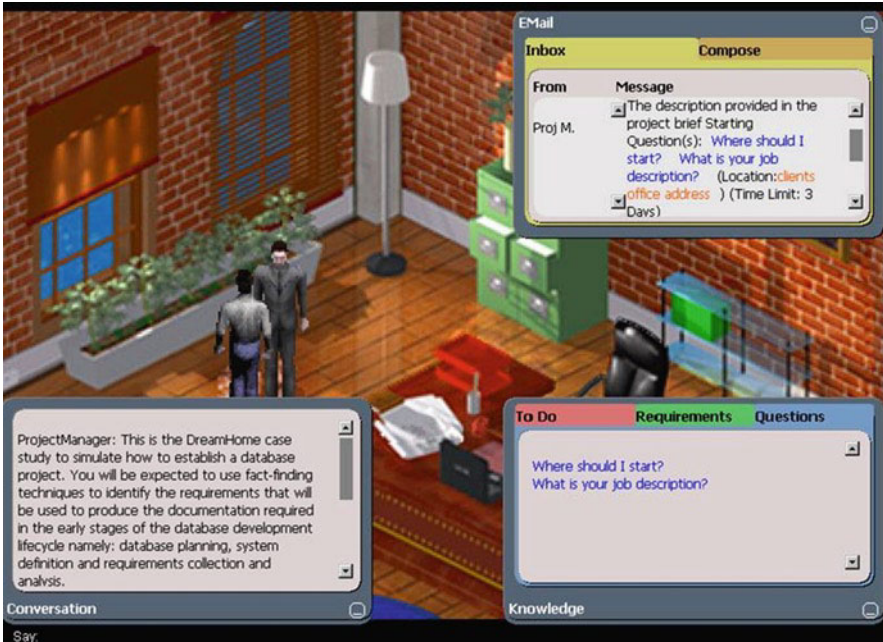 EMail
Inbox Compose
From Message
Proj M.
The description provided in the
project brief Starting
Question(s): Where should I
start? What is your job
description? (Location:clients
office address ) (Time Limit: 3
Days)
ProjectManager: This is the DreamHome case
study to simulate how to establish a database
project. You will be expected to use fact-finding
techniques to identify the requirements that will
be used to produce the documentation required
in the early stages of the database development
lifecycle namely: database planning, system
definition and requirements collection and
analysis.
Conversation
To Do Requirements Questions
Where should I start?
What is your job description?
Knowledge
Say: